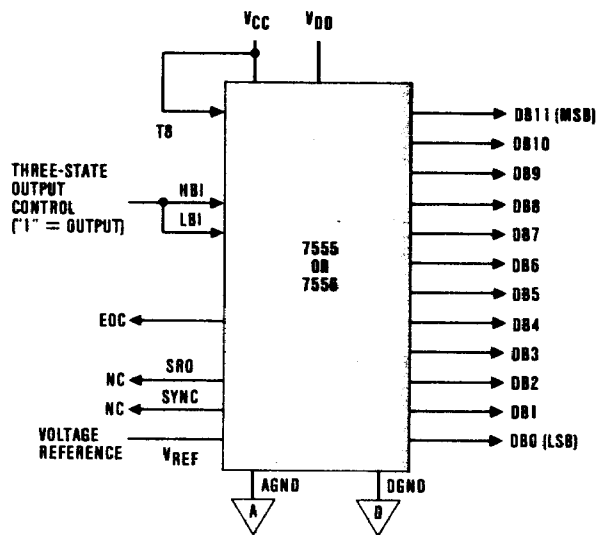 VCC
VDD
T8
THREE-STATE
OUTPUT
CONTROL
("1" = OUTPUT)
HBI
LBI
7555
OR
7556
EOC
SRO
NC
SYNC
NC
VOLTAGE
REFERENCE
VREF
AGND
DGND
A
D
DB11 (MSB)
DB10
DB9
DB8
DB7
DB6
DB5
DB4
DB3
DB2
DB1
DB0 (LSB)